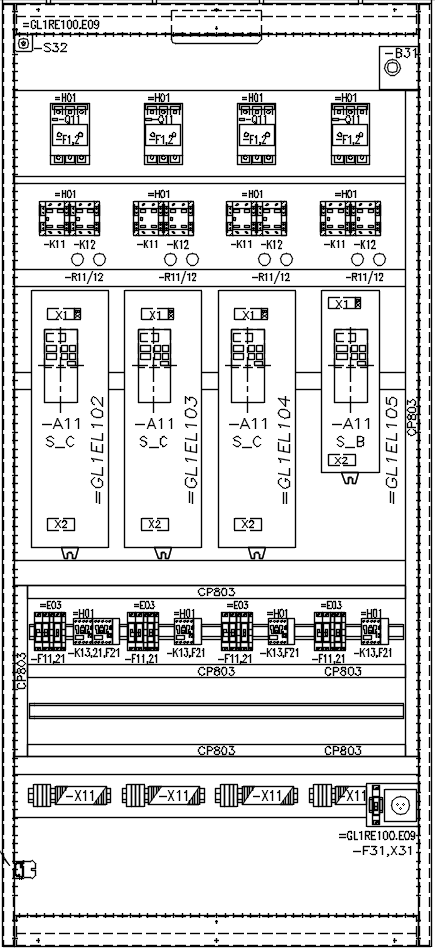 =GL1RE100.E09
-S32
-B31
=H01 =H01 =H01 =H01
-Q11 -Q11 -Q11 -Q11
F1,2 F1,2 F1,2 F1,2
=H01 =H01 =H01 =H01
-K11 -K12 -K11 -K12 -K11 -K12 -K11 -K12
-R11/12 -R11/12 -R11/12 -R11/12
X1 X1 X1 X1
-A11 -A11 -A11 -A11
S_C S_C S_C S_B
=GL1EL102
=GL1EL103
=GL1EL104
=GL1EL105
CP803
X2
X2 X2 X2
CP803
=E03 =H01 =E03 =H01 =E03 =H01 =E03 =H01
-F11,21 -K13,21,F21 -F11,21 -K13,F21 -F11,21 -K13,F21 -F11,21 -K13,F21
CP803
CP803 CP803
CP803 CP803
-X11 -X11 -X11 X11
=GL1RE100.E09
-F31,X31